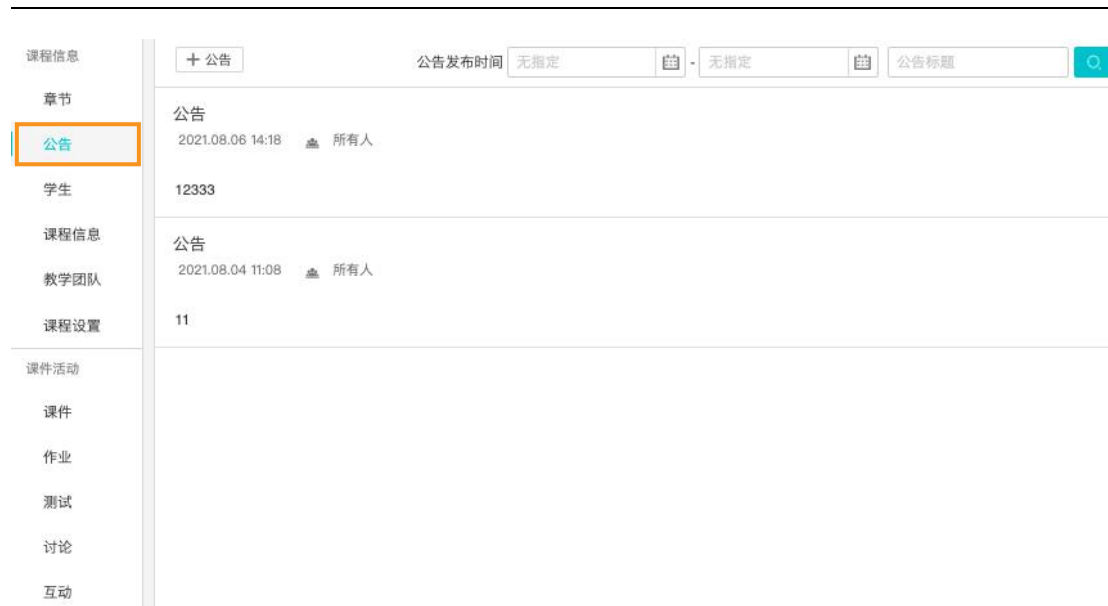 课程信息
章节
公告
学生
课程信息
教学团队
课程设置
课件活动
课件
作业
测试
讨论
互动
+ 公告 公告发布时间 无指定 - 无指定 公告标题
公告
2021.08.06 14:18 所有人
12333
公告
2021.08.04 11:08 所有人
11